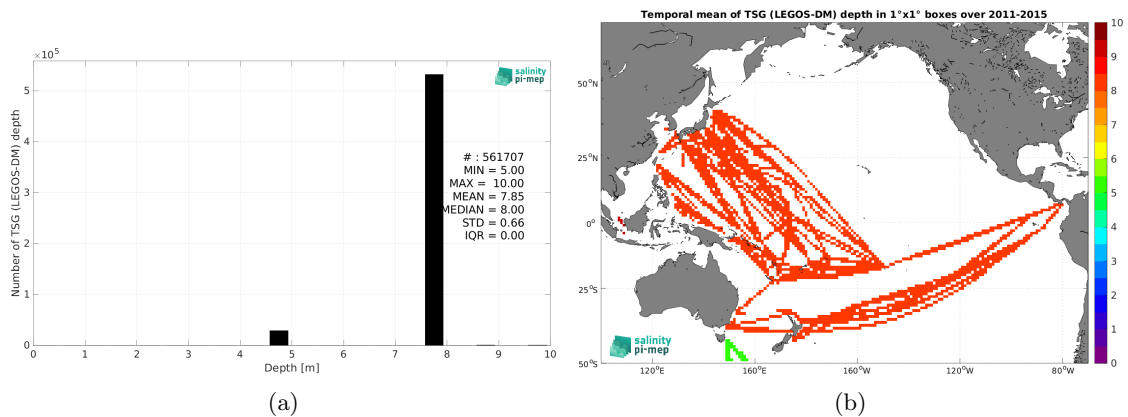 ×10^5
5
4
3
2
1
0
Number of TSG (LEGOS-DM) depth
0 1 2 3 4 5 6 7 8 9 10
Depth [m]
salinity
pi-mep
# : 561707
MIN = 5.00
MAX = 10.00
MEAN = 7.85
MEDIAN = 8.00
STD = 0.66
IQR = 0.00
(a)
Temporal mean of TSG (LEGOS-DM) depth in 1°x1° boxes over 2011-2015
50°N
25°N
0°
25°S
50°S
120°E 160°E 160°W 120°W 80°W
salinity
pi-mep
10
9
8
7
6
5
4
3
2
1
0
(b)